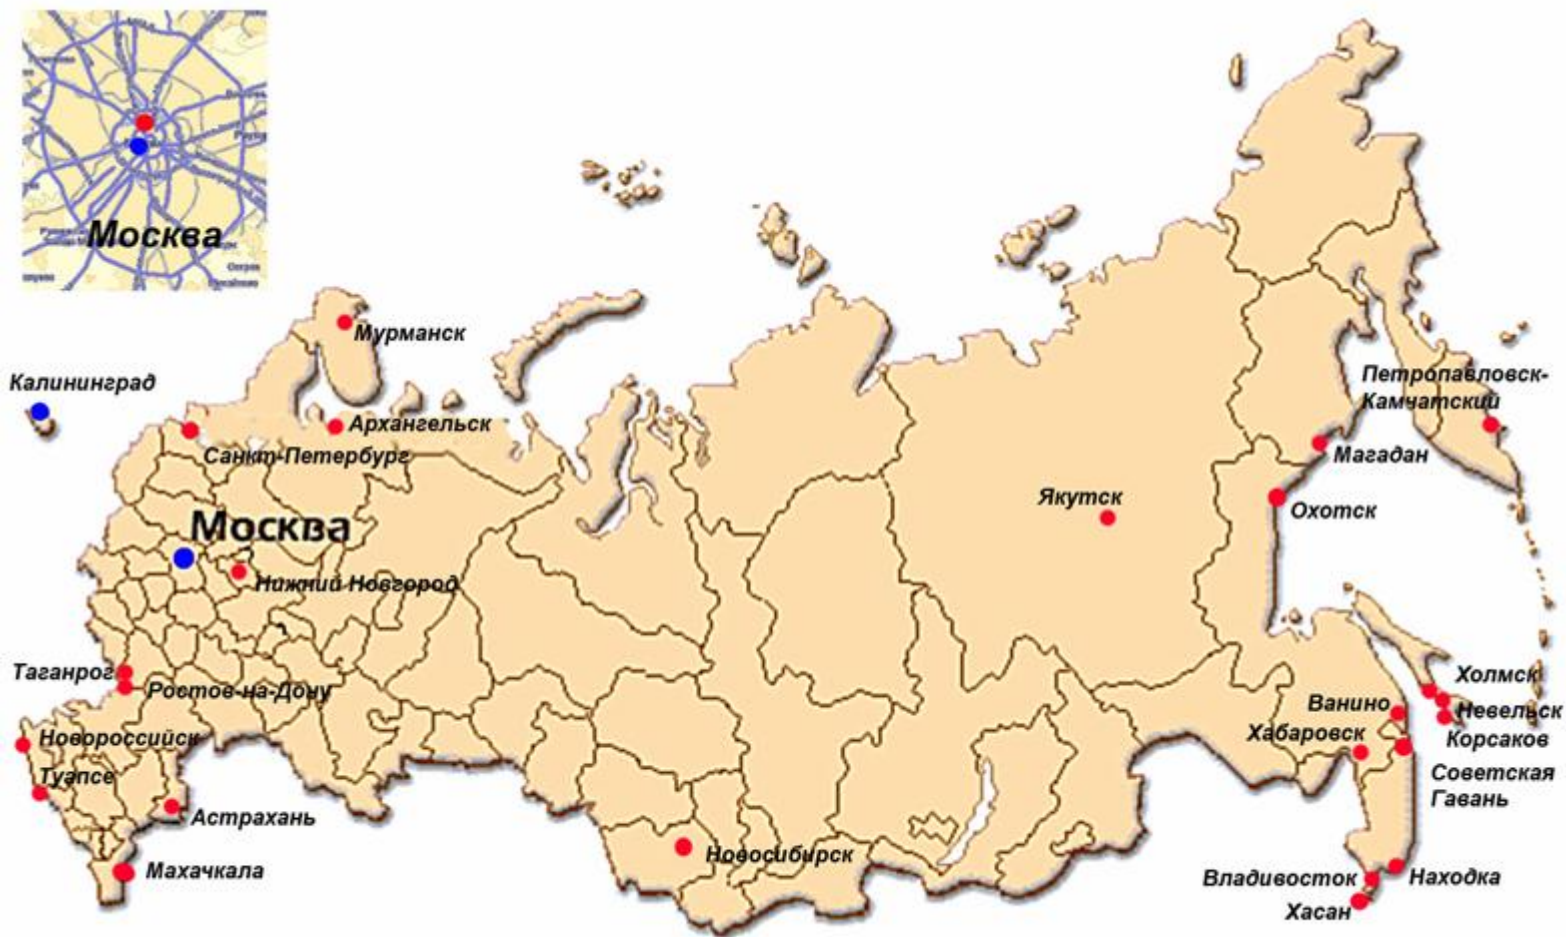 Москва
Мурманск
Калининград
Петропавловск-
Камчатский
Архангельск
Санкт-Петербург
Магадан
Якутск
Охотск
Москва
Нижний Новгород
Таганрог
Ростов-на-Дону
Холмск
Ванино
Невельск
Новороссийск
Хабаровск
Корсаков
Туапсе
Советская
Гавань
Астрахань
Новосибирск
Махачкала
Владивосток
Находка
Хасан